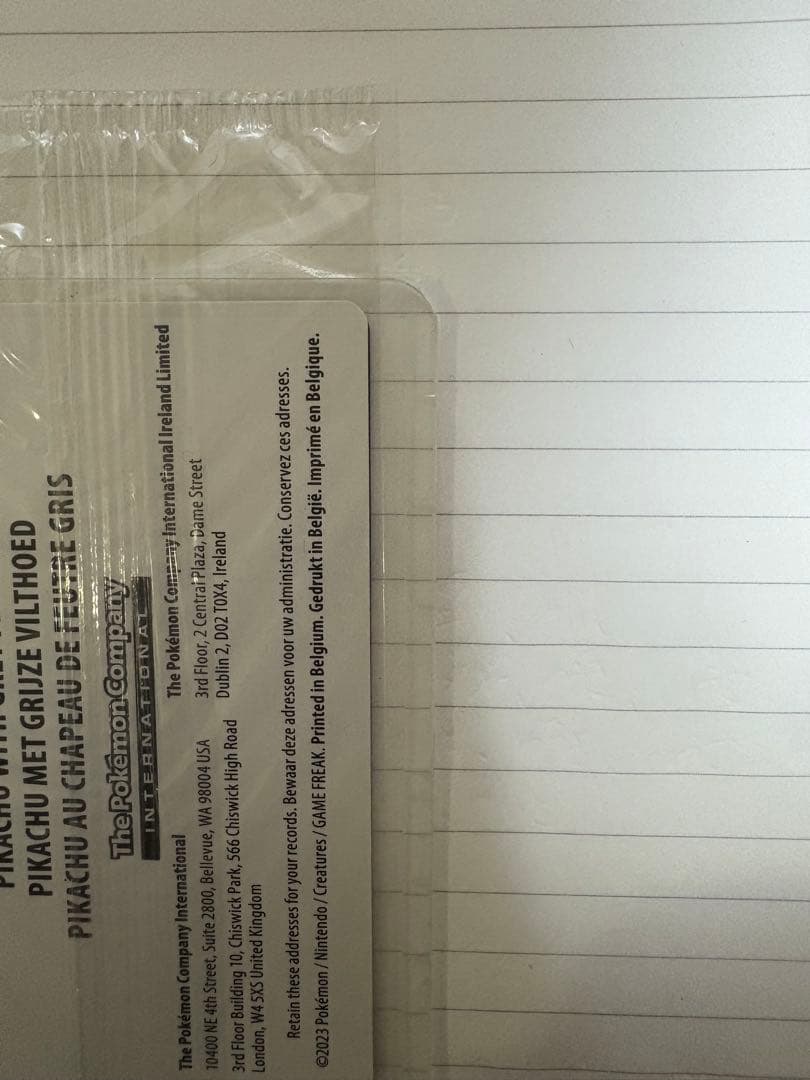 PIKACHU MET GRIJZE VILTHOED
PIKACHU AU CHAPEAU DE FEUTRE GRIS
The Pokémon Company
INTERNATIONAL
The Pokémon Company International
10400 NE 4th Street, Suite 2800, Bellevue, WA 98004 USA
3rd Floor Building 10, Chiswick Park, 566 Chiswick High Road
London, W4 5XS United Kingdom
The Pokémon Company International Ireland Limited
3rd Floor, 2 Central Plaza, Dame Street
Dublin 2, D02 T0X4, Ireland
Retain these addresses for your records. Bewaar deze adressen voor uw administratie. Conservez ces adresses.
©2023 Pokémon / Nintendo / Creatures / GAME FREAK. Printed in Belgium. Gedrukt in België. Imprimé en Belgique.